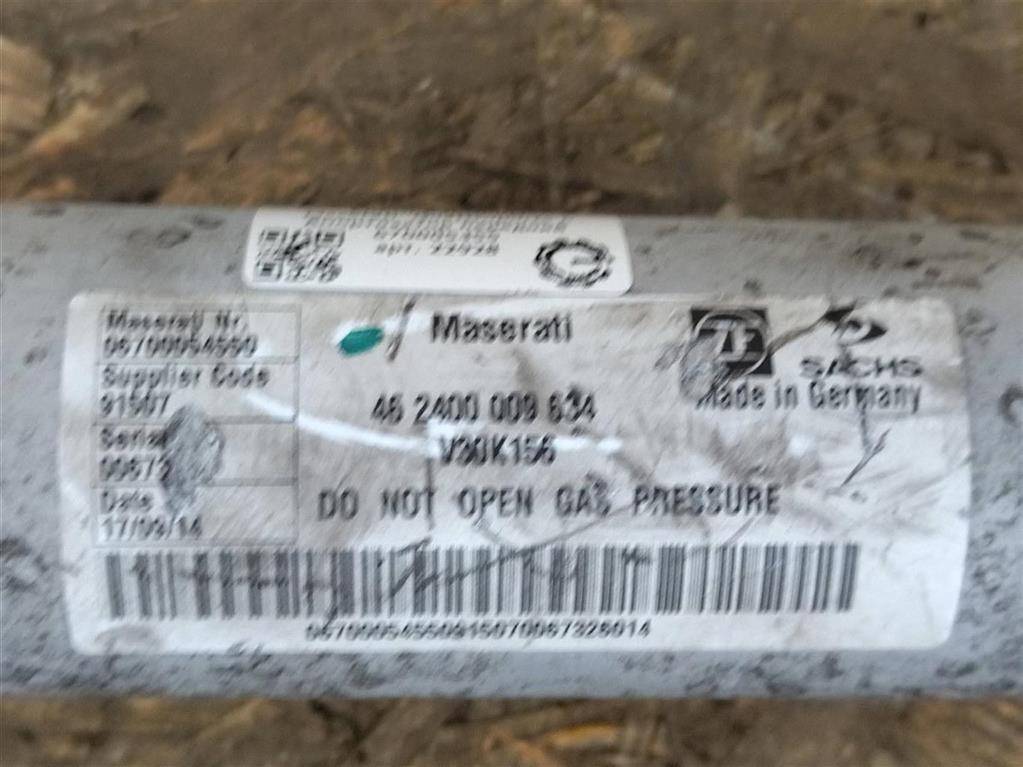 Maserati Nr.
06700054550
Supplier Code
91507
Serial
00673
Date
17/09/14
Maserati
46 2400 009 634
V30K156
DO NOT OPEN GAS PRESSURE
ZF
SACHS
Made in Germany